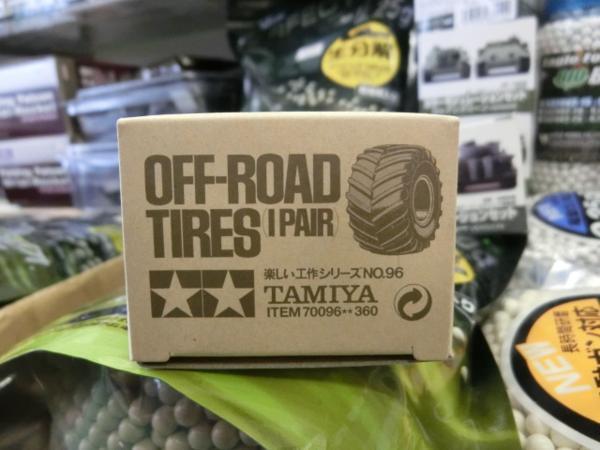 OFF-ROAD
TIRES (1 PAIR)
楽しい工作シリーズNO.96
TAMIYA
ITEM 70096**360
NEW